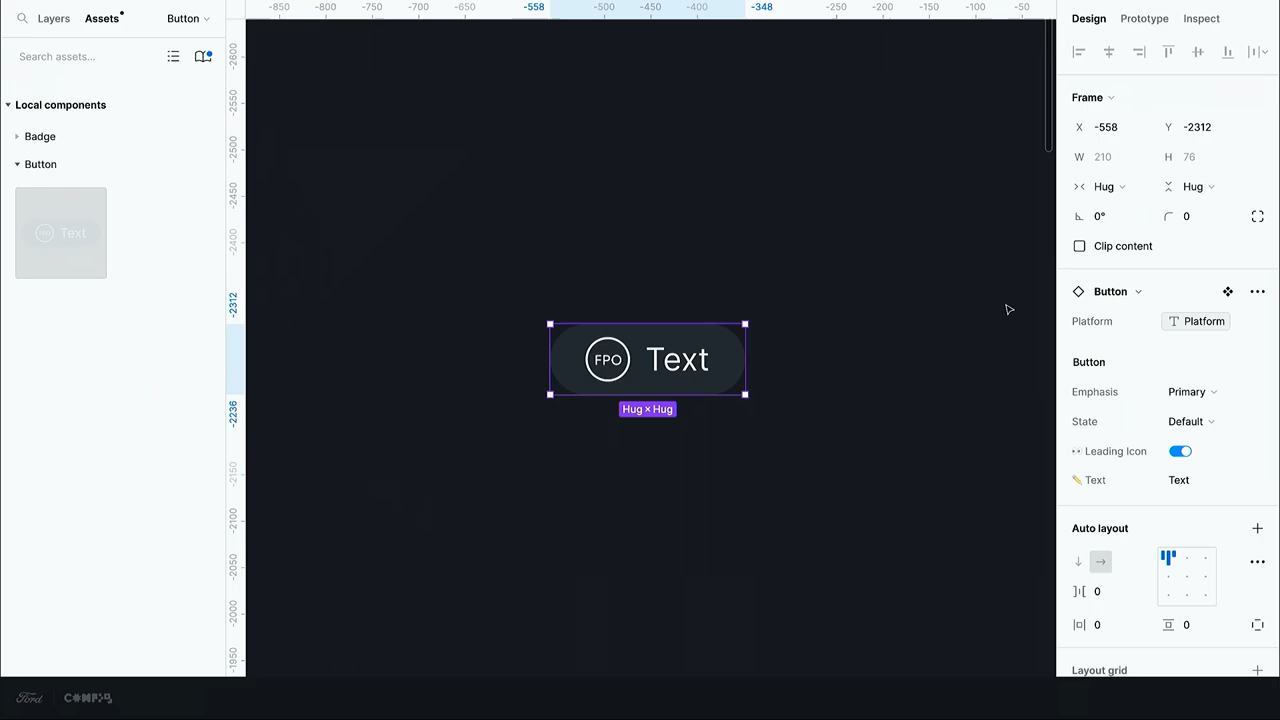 Layers Assets Button
Search assets...
Local components
Badge
Button
FPO Text
-850 -800 -750 -700 -650 -558 -500 -450 -400 -348 -250 -200 -150 -100 -50
-2600
-2550
-2500
-2450
-2400
-2312
-2236
-2150
-2100
-2050
-2000
-1950
FPO Text
Hug × Hug
Design Prototype Inspect
Frame
X -558 Y -2312
W 210 H 76
Hug Hug
0° 0
Clip content
Button
Platform T Platform
Button
Emphasis Primary
State Default
👀 Leading Icon
✏️ Text Text
Auto layout
0
0 0
Layout grid
Ford CONFIG